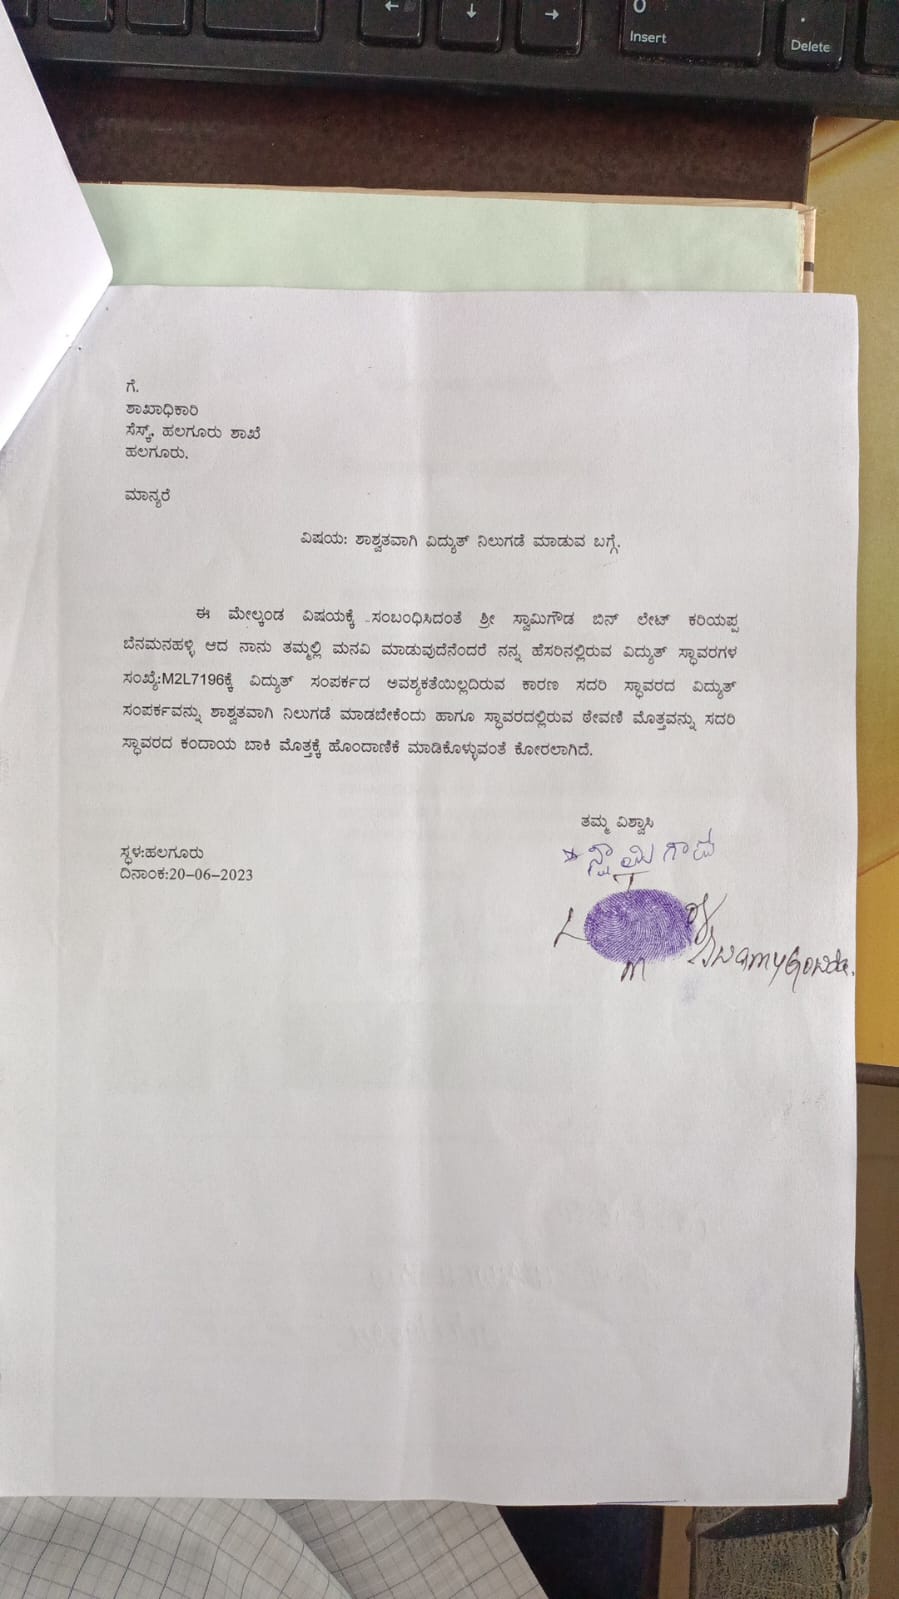 0
Insert
.
Delete
←
↓
→
ಗೆ.
ಶಾಖಾಧಿಕಾರಿ
ಸೆಸ್ಕ್, ಹಲಗೂರು ಶಾಖೆ
ಹಲಗೂರು.
ಮಾನ್ಯರೆ
ವಿಷಯ: ಶಾಶ್ವತವಾಗಿ ವಿದ್ಯುತ್ ನಿಲುಗಡೆ ಮಾಡುವ ಬಗ್ಗೆ.
ಈ ಮೇಲ್ಕಂಡ ವಿಷಯಕ್ಕೆ ಸಂಬಂಧಿಸಿದಂತೆ ಶ್ರೀ ಸ್ವಾಮಿಗೌಡ ಬಿನ್ ಲೇಟ್ ಕರಿಯಪ್ಪ
ಬೆನಮನಹಳ್ಳಿ ಆದ ನಾನು ತಮ್ಮಲ್ಲಿ ಮನವಿ ಮಾಡುವುದೆನೆಂದರೆ ನನ್ನ ಹೆಸರಿನಲ್ಲಿರುವ ವಿದ್ಯುತ್ ಸ್ಥಾವರಗಳ
ಸಂಖ್ಯೆ:M2L7196ಕ್ಕೆ ವಿದ್ಯುತ್ ಸಂಪರ್ಕದ ಅವಶ್ಯಕತೆಯಿಲ್ಲದಿರುವ ಕಾರಣ ಸದರಿ ಸ್ಥಾವರದ ವಿದ್ಯುತ್
ಸಂಪರ್ಕವನ್ನು ಶಾಶ್ವತವಾಗಿ ನಿಲುಗಡೆ ಮಾಡಬೇಕೆಂದು ಹಾಗೂ ಸ್ಥಾವರದಲ್ಲಿರುವ ಠೇವಣಿ ಮೊತ್ತವನ್ನು ಸದರಿ
ಸ್ಥಾವರದ ಕಂದಾಯ ಬಾಕಿ ಮೊತ್ತಕ್ಕೆ ಹೊಂದಾಣಿಕೆ ಮಾಡಿಕೊಳ್ಳುವಂತೆ ಕೋರಲಾಗಿದೆ.
ತಮ್ಮ ವಿಶ್ವಾಸಿ
ಸ್ಥಳ:ಹಲಗೂರು
ದಿನಾಂಕ:20-06-2023
L T M of
SwamyGowda.